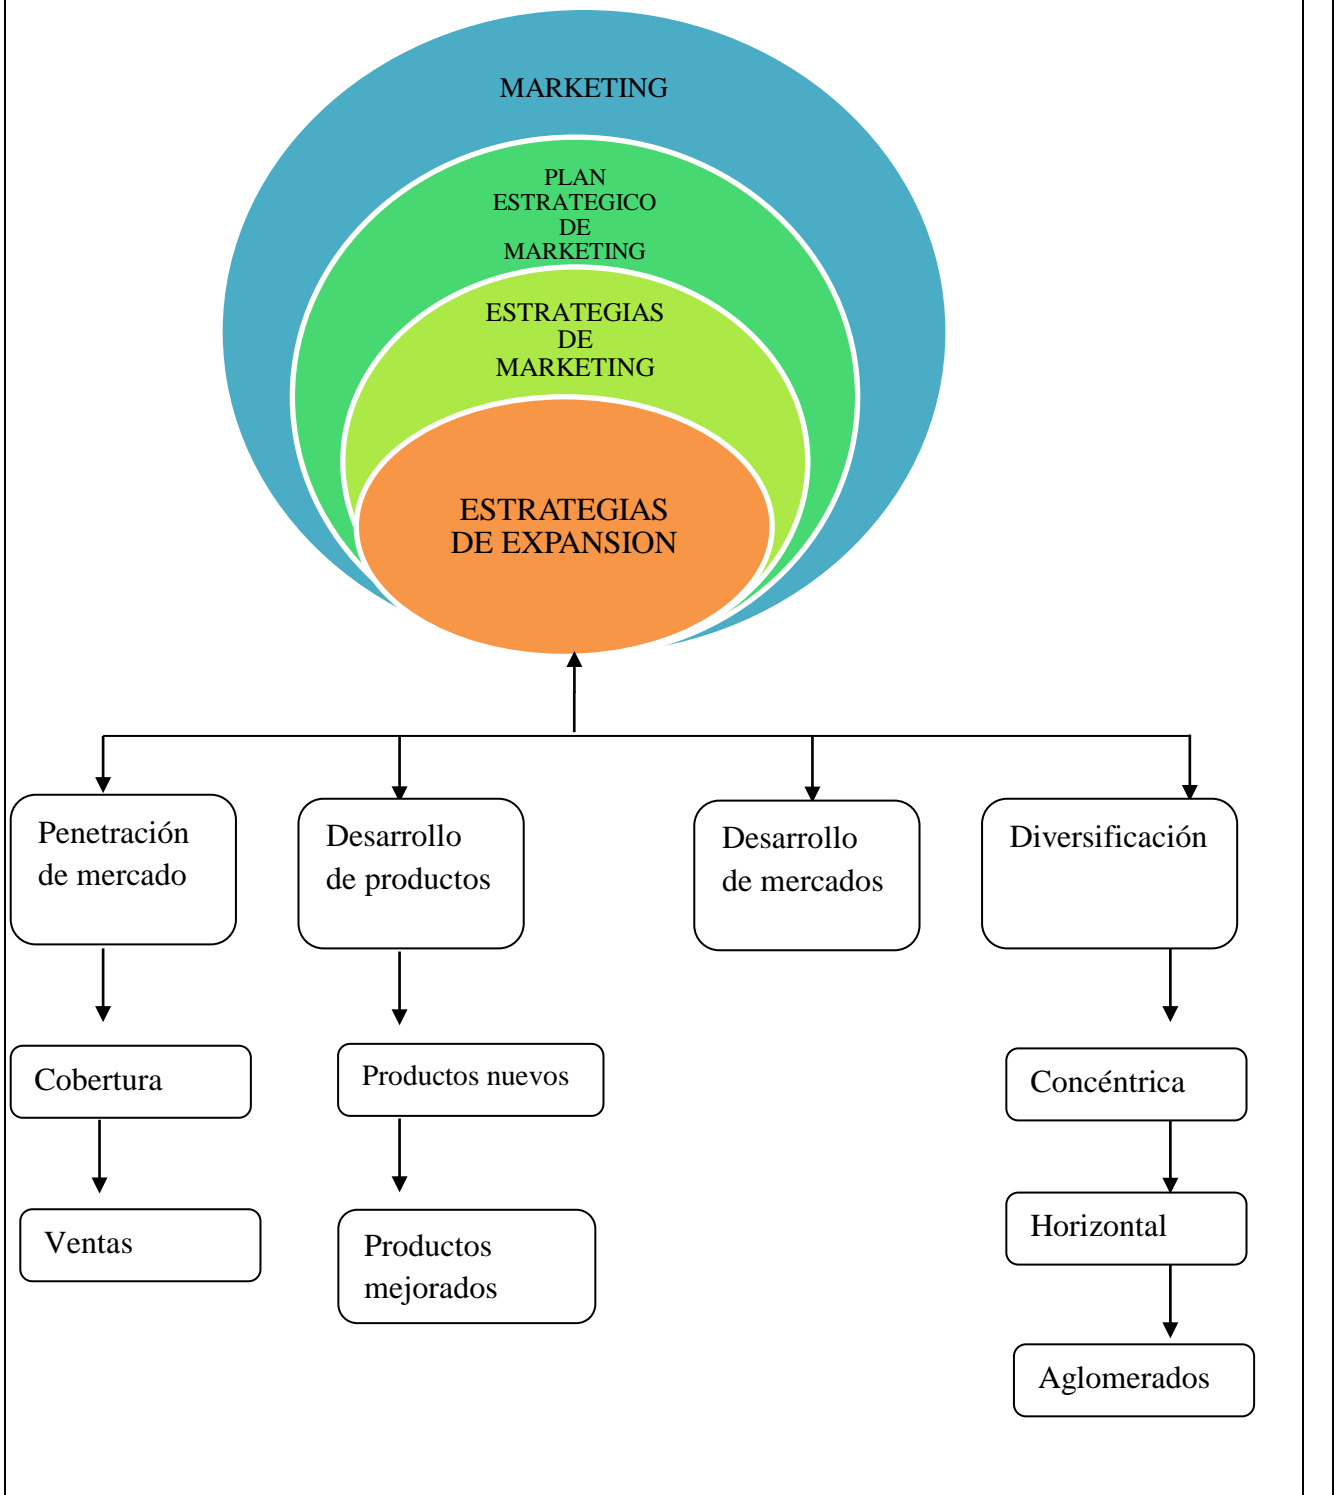 MARKETING
PLAN
ESTRATEGICO
DE
MARKETING
ESTRATEGIAS
DE
MARKETING
ESTRATEGIAS
DE EXPANSION
Penetración
de mercado
Desarrollo
de productos
Desarrollo
de mercados
Diversificación
Cobertura
Productos nuevos
Concéntrica
Ventas
Productos
mejorados
Horizontal
Aglomerados